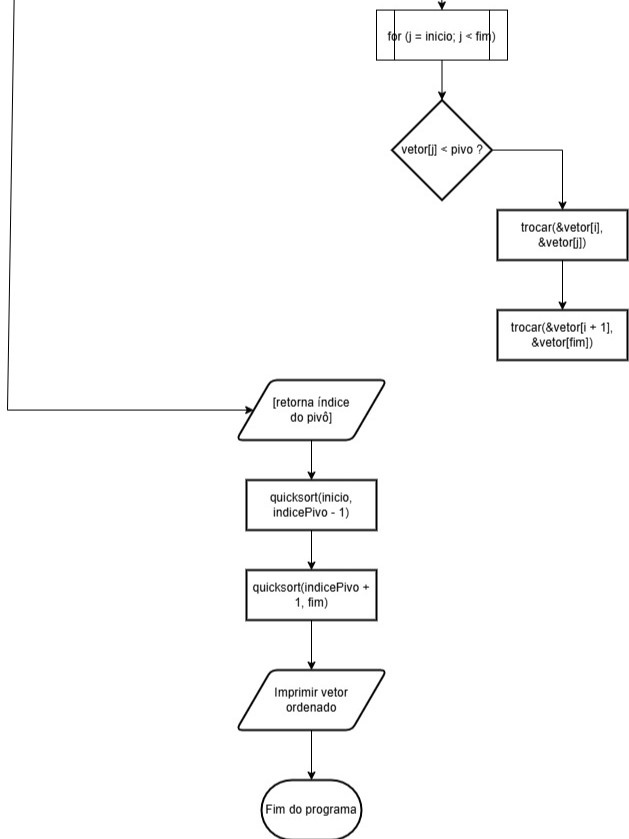 for (j = inicio; j < fim)
vetor[j] < pivo ?
trocar(&vetor[i],
&vetor[j])
trocar(&vetor[i + 1],
&vetor[fim])
[retorna índice
do pivô]
quicksort(inicio,
indicePivo - 1)
quicksort(indicePivo +
1, fim)
Imprimir vetor
ordenado
Fim do programa